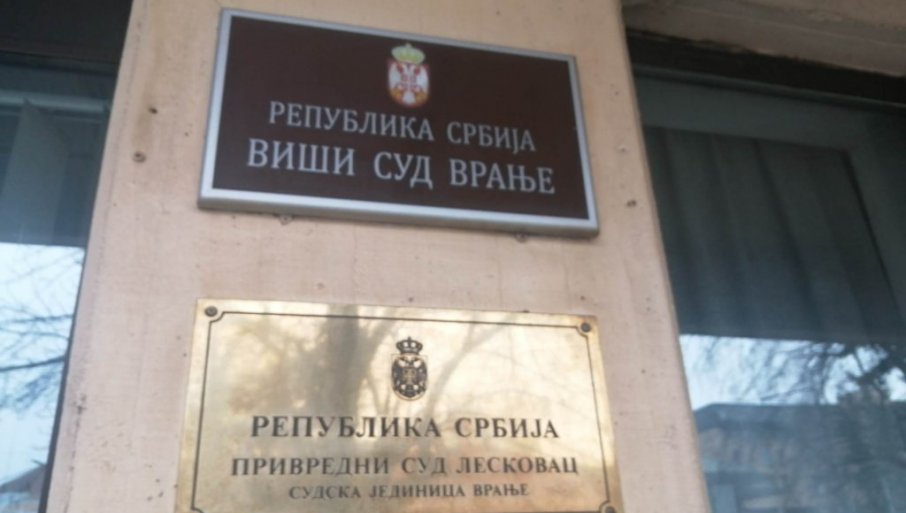 РЕПУБЛИКА СРБИЈА
ВИШИ СУД ВРАЊЕ
РЕПУБЛИКА СРБИЈА
ПРИВРЕДНИ СУД ЛЕСКОВАЦ
СУДСКА ЈЕДИНИЦА ВРАЊЕ